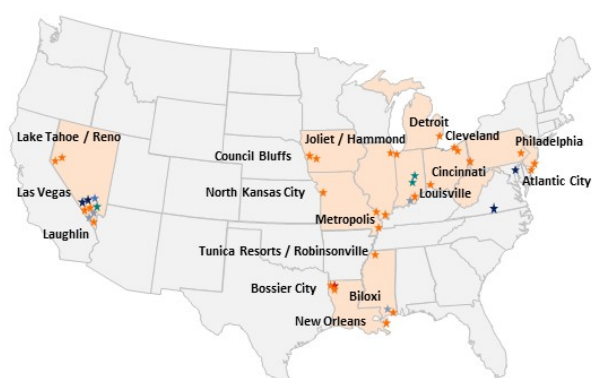 Detroit
Lake Tahoe / Reno
Joliet / Hammond
Cleveland
Philadelphia
Council Bluffs
Cincinnati
Atlantic City
Las Vegas
North Kansas City
Louisville
Metropolis
Laughlin
Tunica Resorts / Robinsonville
Bossier City
Biloxi
New Orleans